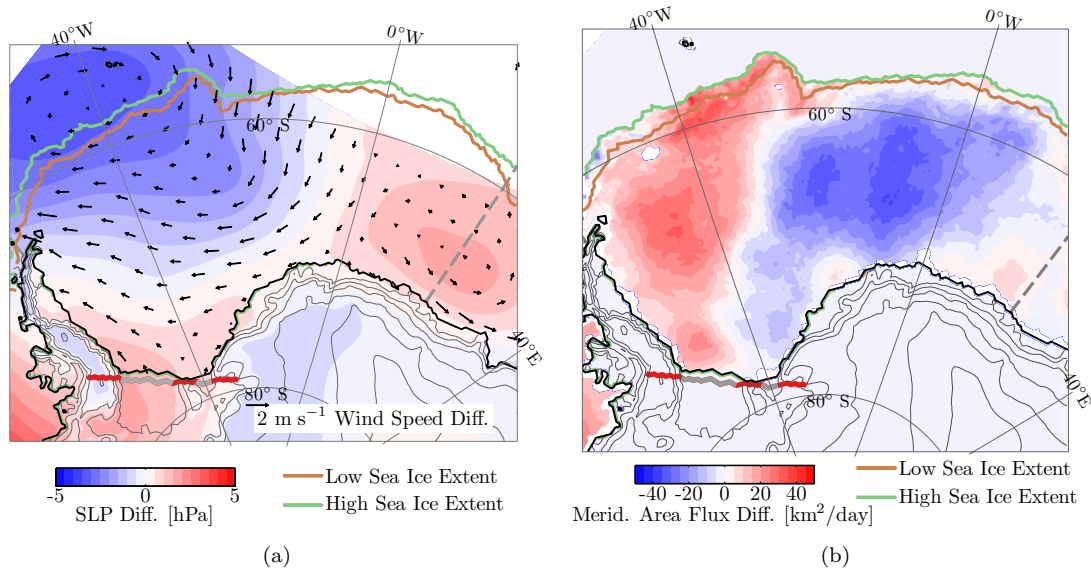 40°W
0°W
60° S
80° S
40°E
2 m s⁻¹ Wind Speed Diff.
-5
0
5
SLP Diff. [hPa]
Low Sea Ice Extent
High Sea Ice Extent
(a)
40°W
0°W
60° S
80° S
40°E
-40 -20 0 20 40
Merid. Area Flux Diff. [km²/day]
Low Sea Ice Extent
High Sea Ice Extent
(b)